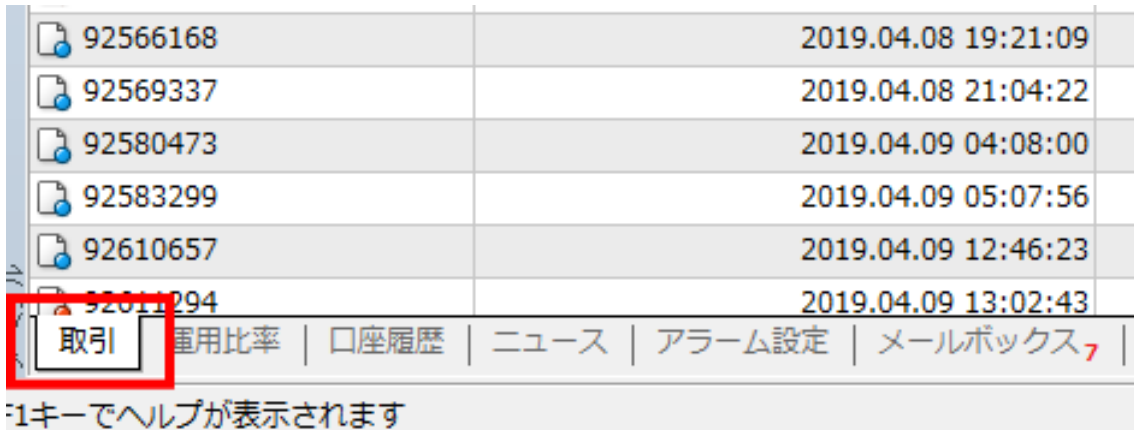 92566168 2019.04.08 19:21:09
92569337 2019.04.08 21:04:22
92580473 2019.04.09 04:08:00
92583299 2019.04.09 05:07:56
92610657 2019.04.09 12:46:23
92611294 2019.04.09 13:02:43
取引 運用比率 | 口座履歴 | ニュース | アラーム設定 | メールボックス 7 |
F1キーでヘルプが表示されます